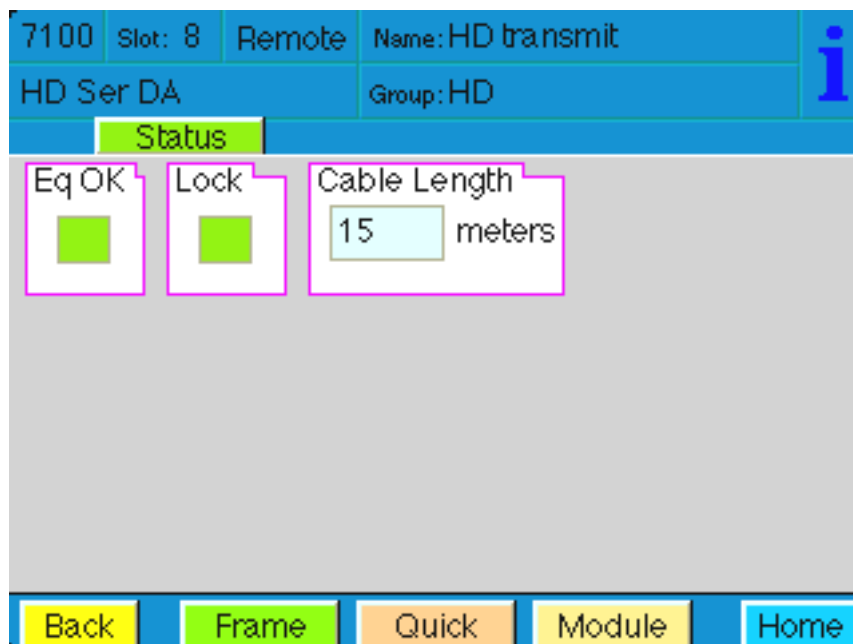 7100 Slot: 8 Remote Name: HD transmit
HD Ser DA Group: HD
i
Status
Eq OK Lock Cable Length
15 meters
Back Frame Quick Module Home